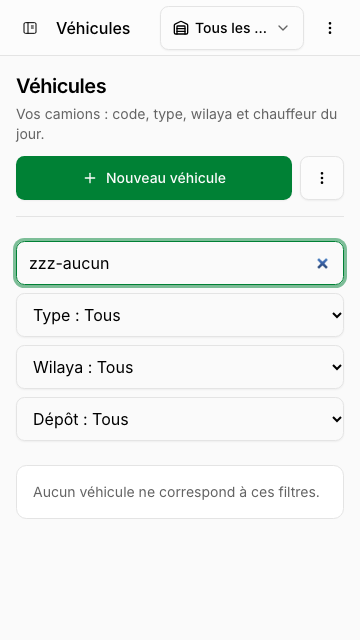 Véhicules
Tous les ...
Véhicules
Vos camions : code, type, wilaya et chauffeur du
jour.
Nouveau véhicule
zzz-aucun
Type : Tous
Wilaya : Tous
Dépôt : Tous
Aucun véhicule ne correspond à ces filtres.